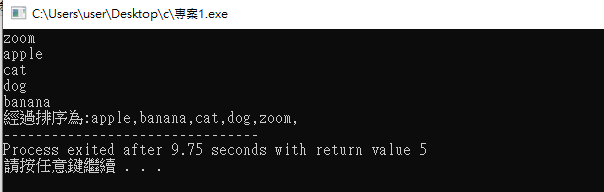 C:\Users\user\Desktop\c\專案1.exe
zoom
apple
cat
dog
banana
經過排序為:apple,banana,cat,dog,zoom,
--------------------------------
Process exited after 9.75 seconds with return value 5
請按任意鍵繼續 . . .